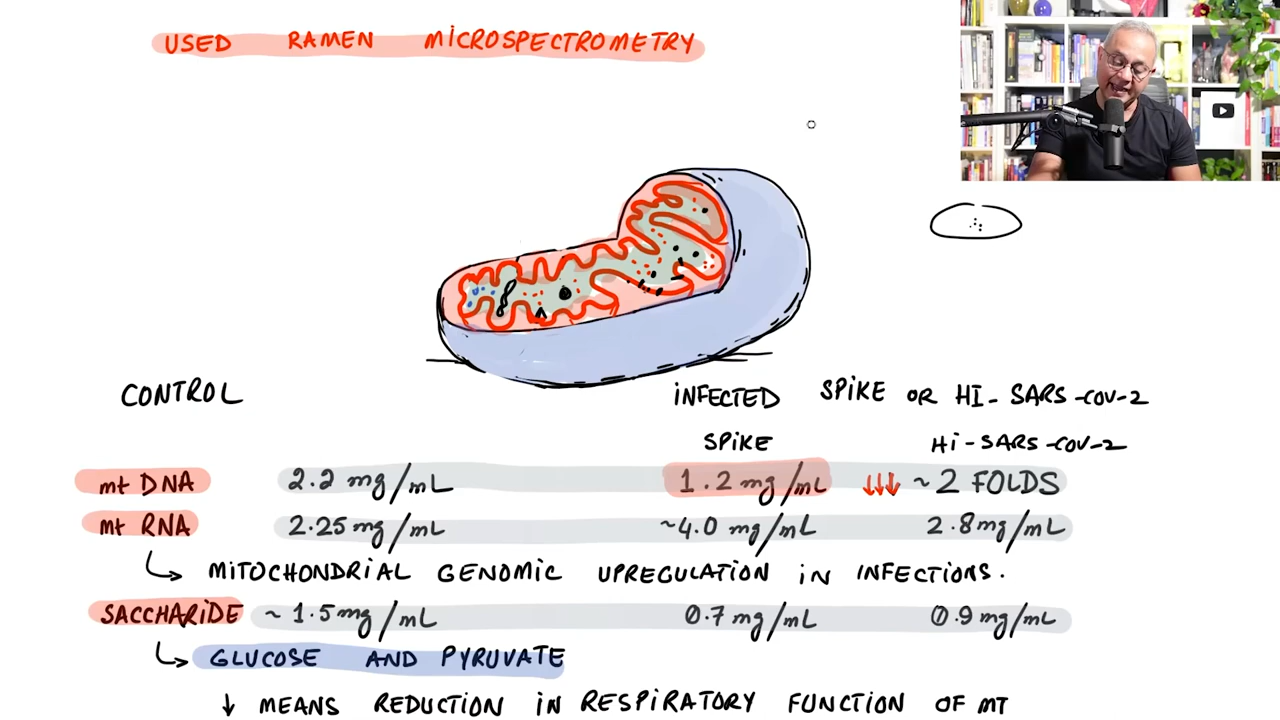 USED RAMEN MICROSPECTROMETRY
CONTROL INFECTED SPIKE OR HI-SARS-COV-2
SPIKE Hi-SARS-COV-2
mt DNA 2.2 mg/mL 1.2 mg/mL ↓↓↓ ~2 FOLDS
mt RNA 2.25 mg/mL ~4.0 mg/mL 2.8 mg/mL
↳ MITOCHONDRIAL GENOMIC UPREGULATION IN INFECTIONS.
SACCHARIDE ~1.5 mg/mL 0.7 mg/mL 0.9 mg/mL
↳ GLUCOSE AND PYRUVATE
↓ MEANS REDUCTION IN RESPIRATORY FUNCTION OF MT